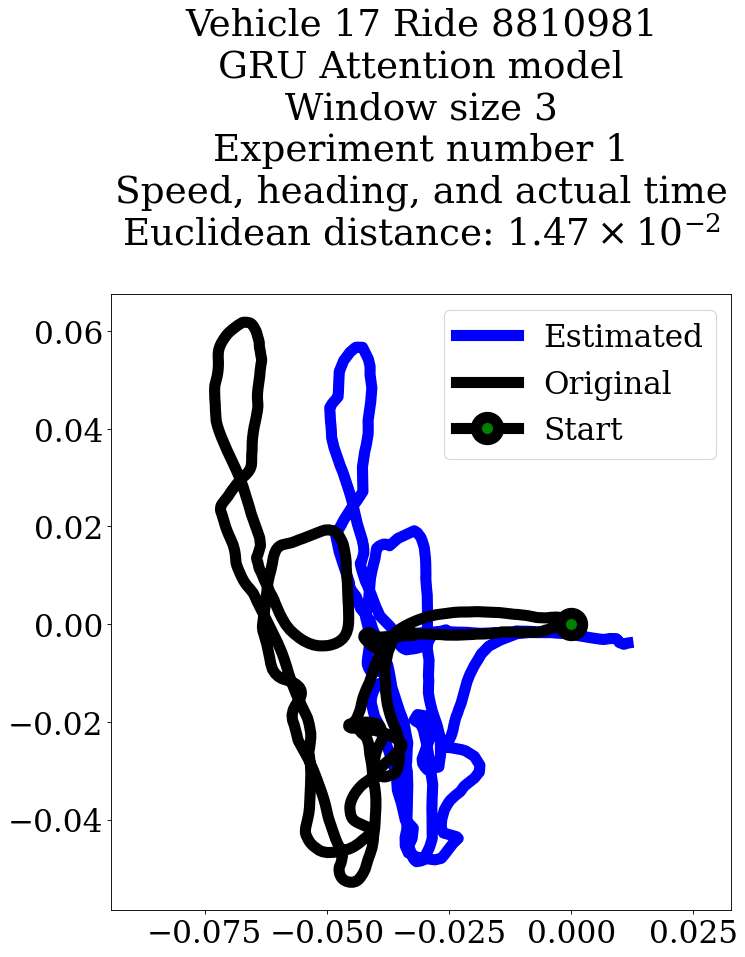 Vehicle 17 Ride 8810981
GRU Attention model
Window size 3
Experiment number 1
Speed, heading, and actual time
Euclidean distance: 1.47 × 10⁻²
Estimated
Original
Start
0.06
0.04
0.02
0.00
−0.02
−0.04
−0.075 −0.050 −0.025 0.000 0.025